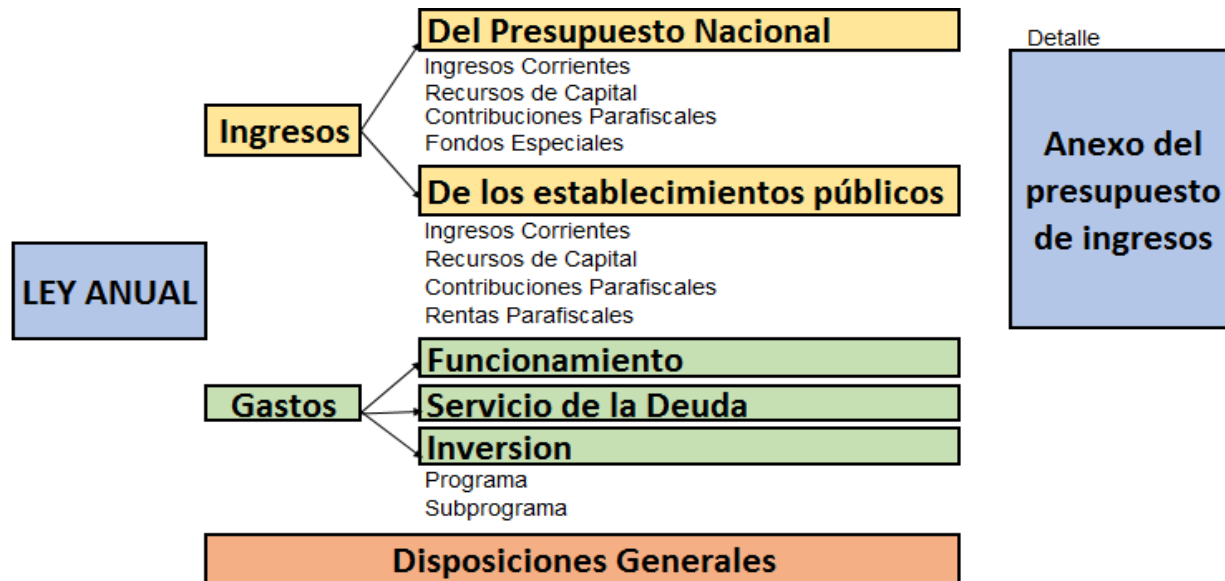 Del Presupuesto Nacional
Ingresos Corrientes
Recursos de Capital
Contribuciones Parafiscales
Fondos Especiales
Ingresos
De los establecimientos públicos
Ingresos Corrientes
Recursos de Capital
Contribuciones Parafiscales
Rentas Parafiscales
LEY ANUAL
Funcionamiento
Gastos
Servicio de la Deuda
Inversion
Programa
Subprograma
Disposiciones Generales
Detalle
Anexo del
presupuesto
de ingresos